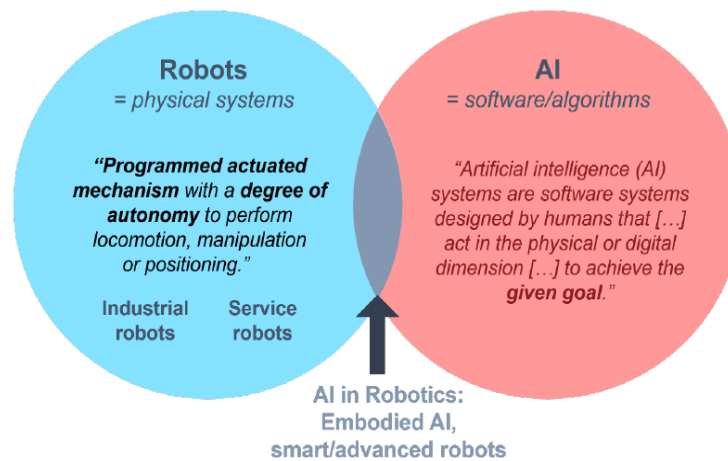 Robots
= physical systems
“Programmed actuated
mechanism with a degree of
autonomy to perform
locomotion, manipulation
or positioning.”
Industrial
robots
Service
robots
AI
= software/algorithms
“Artificial intelligence (AI)
systems are software systems
designed by humans that […]
act in the physical or digital
dimension […] to achieve the
given goal.”
AI in Robotics:
Embodied AI,
smart/advanced robots